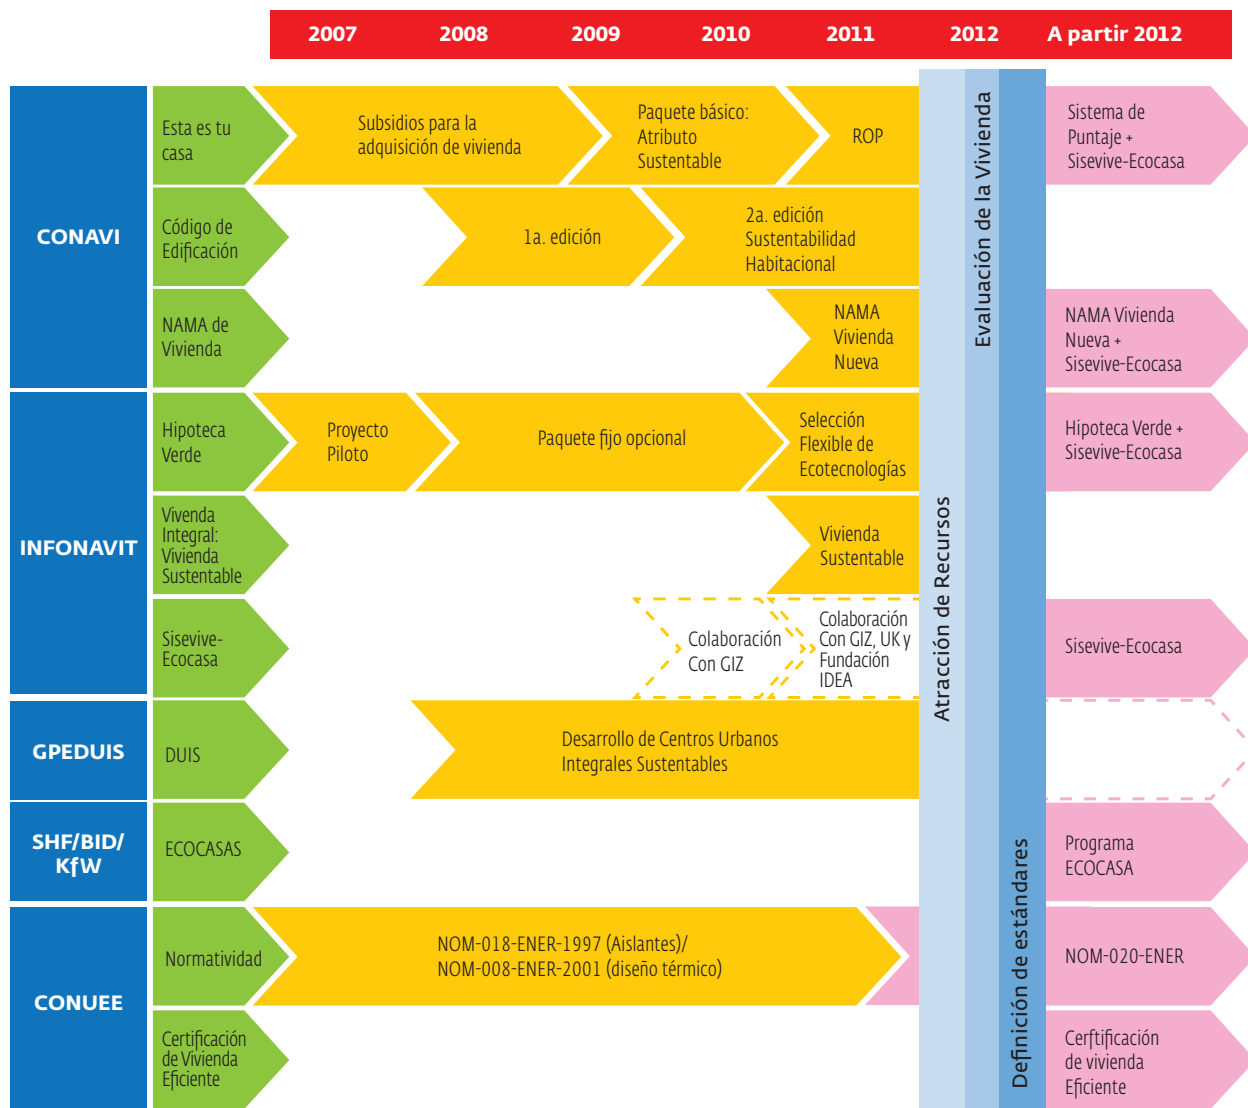 2007
2008
2009
2010
2011
2012
A partir 2012
CONAVI
Esta es tu
casa
Subsidios para la
adquisición de vivienda
Paquete básico:
Atributo
Sustentable
ROP
Sistema de
Puntaje +
Sisevive-Ecocasa
Código de
Edificación
1a. edición
2a. edición
Sustentabilidad
Habitacional
NAMA de
Vivienda
NAMA
Vivienda
Nueva
NAMA Vivienda
Nueva +
Sisevive-Ecocasa
INFONAVIT
Hipoteca
Verde
Proyecto
Piloto
Paquete fijo opcional
Selección
Flexible de
Ecotecnologías
Hipoteca Verde +
Sisevive-Ecocasa
Vivenda
Integral:
Vivienda
Sustentable
Vivienda
Sustentable
Sisevive-
Ecocasa
Colaboración
Con GIZ
Colaboración
Con GIZ, UK y
Fundación
IDEA
Sisevive-Ecocasa
GPEDUIS
DUIS
Desarrollo de Centros Urbanos
Integrales Sustentables
SHF/BID/
KfW
ECOCASAS
Programa
ECOCASA
CONUEE
Normatividad
NOM-018-ENER-1997 (Aislantes)/
NOM-008-ENER-2001 (diseño térmico)
NOM-020-ENER
Certificación
de Vivienda
Eficiente
Cerftificación
de vivienda
Eficiente
Atracción de Recursos
Evaluación de la Vivienda
Definición de estándares